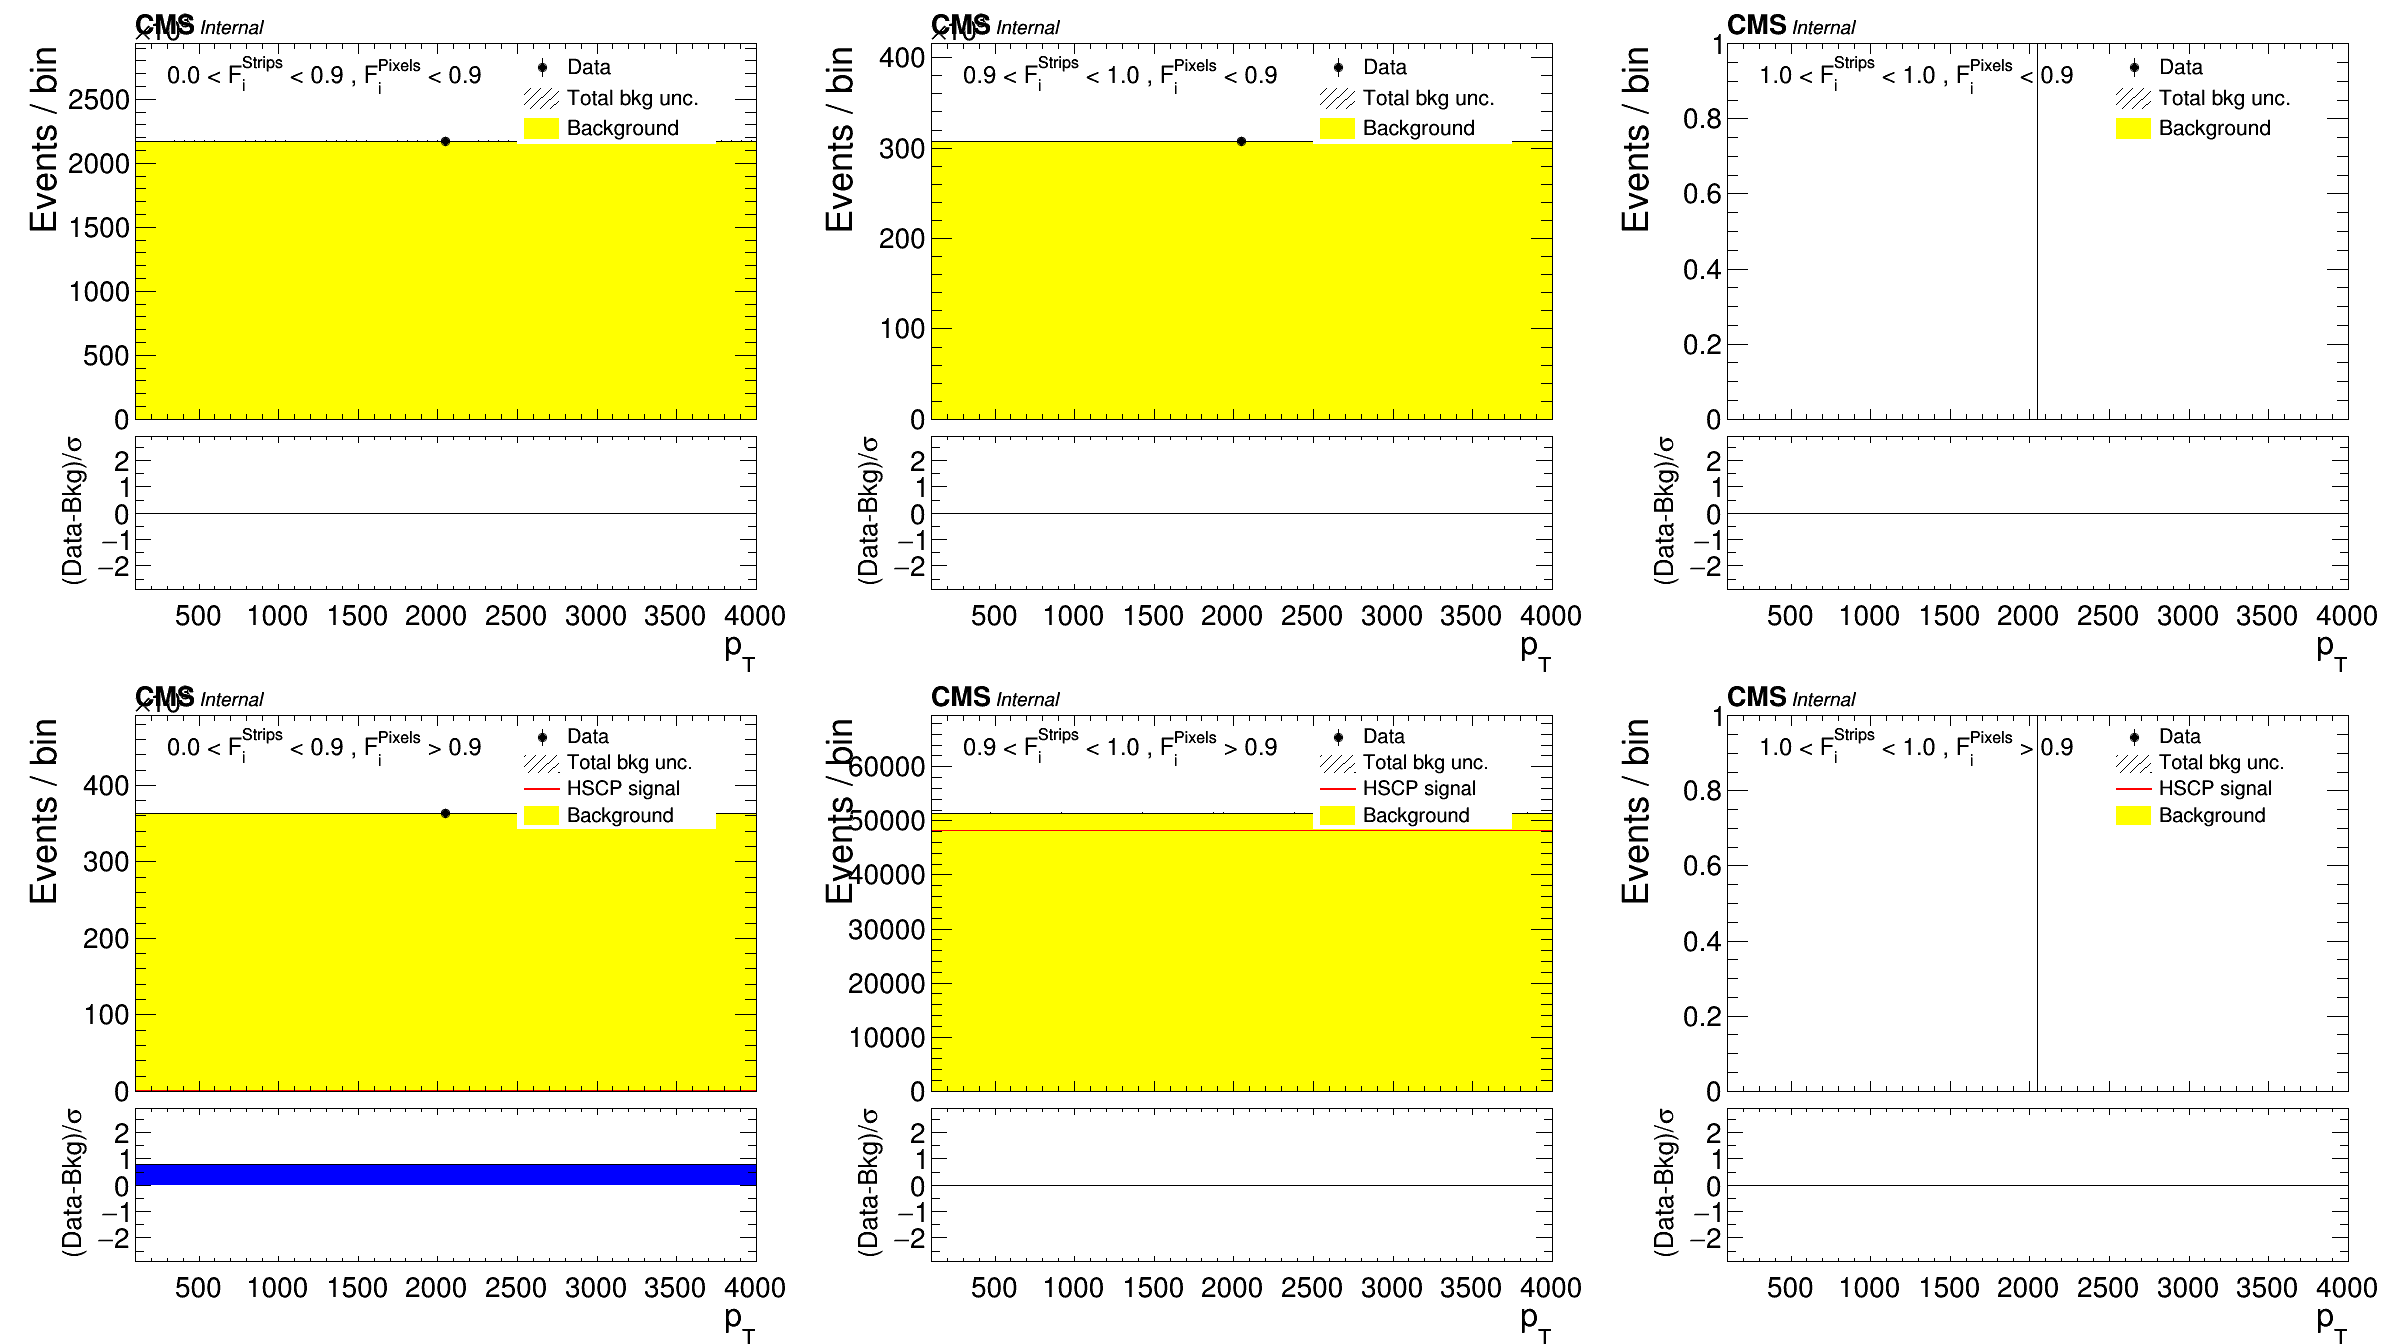 CMS Internal
Events / bin
0.0 < F_i^Strips < 0.9 , F_i^Pixels < 0.9
Data
Total bkg unc.
Background
2500
2000
1500
1000
500
0
(Data-Bkg)/σ
2
1
0
−1
−2
500 1000 1500 2000 2500 3000 3500 4000
p_T
CMS Internal
Events / bin
0.9 < F_i^Strips < 1.0 , F_i^Pixels < 0.9
Data
Total bkg unc.
Background
400
300
200
100
0
(Data-Bkg)/σ
2
1
0
−1
−2
500 1000 1500 2000 2500 3000 3500 4000
p_T
CMS Internal
Events / bin
1.0 < F_i^Strips < 1.0 , F_i^Pixels < 0.9
Data
Total bkg unc.
Background
1
0.8
0.6
0.4
0.2
0
(Data-Bkg)/σ
2
1
0
−1
−2
500 1000 1500 2000 2500 3000 3500 4000
p_T
CMS Internal
Events / bin
0.0 < F_i^Strips < 0.9 , F_i^Pixels > 0.9
Data
Total bkg unc.
HSCP signal
Background
400
300
200
100
0
(Data-Bkg)/σ
2
1
0
−1
−2
500 1000 1500 2000 2500 3000 3500 4000
p_T
CMS Internal
Events / bin
0.9 < F_i^Strips < 1.0 , F_i^Pixels > 0.9
Data
Total bkg unc.
HSCP signal
Background
60000
50000
40000
30000
20000
10000
0
(Data-Bkg)/σ
2
1
0
−1
−2
500 1000 1500 2000 2500 3000 3500 4000
p_T
CMS Internal
Events / bin
1.0 < F_i^Strips < 1.0 , F_i^Pixels > 0.9
Data
Total bkg unc.
HSCP signal
Background
1
0.8
0.6
0.4
0.2
0
(Data-Bkg)/σ
2
1
0
−1
−2
500 1000 1500 2000 2500 3000 3500 4000
p_T